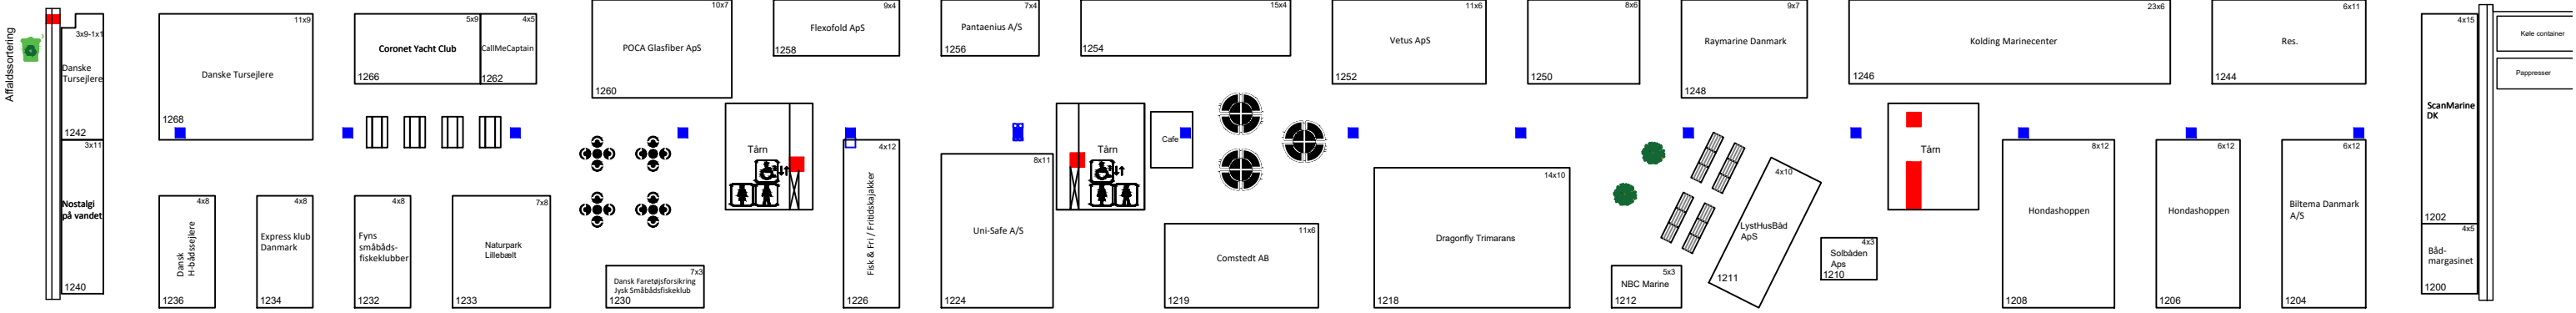 Affaldssortering
3x9-1x1
Danske
Tursejlere
1242
3x11
Nostalgi
på vandet
1240
11x9
Danske Tursejlere
1268
5x9
Coronet Yacht Club
1266
4x5
CallMeCaptain
1262
10x7
POCA Glasfiber ApS
1260
9x4
Flexofold ApS
1258
7x4
Pantaenius A/S
1256
15x4
1254
11x6
Vetus ApS
1252
8x6
1250
9x7
Raymarine Danmark
1248
23x6
Kolding Marinecenter
1246
6x11
Res.
1244
4x15
ScanMarine
DK
1202
4x5
Båd-
margasinet
1200
Køle container
Pappresser
Tårn
Tårn
Cafe
Tårn
4x8
Dansk
H-bådssejlere
1236
4x8
Express klub
Danmark
1234
4x8
Fyns
småbåds-
fiskeklubber
1232
7x8
Naturpark
Lillebælt
1233
7x3
Dansk Faretøjsforsikring
Jysk Småbådsfiskeklub
1230
4x12
Fisk & Fri / Fritidskajakker
1226
8x11
Uni-Safe A/S
1224
11x6
Comstedt AB
1219
14x10
Dragonfly Trimarans
1218
5x3
NBC Marine
1212
4x10
LystHusBåd
ApS
1211
4x3
Solbåden
Aps
1210
8x12
Hondashoppen
1208
6x12
Hondashoppen
1206
6x12
Biltema Danmark
A/S
1204